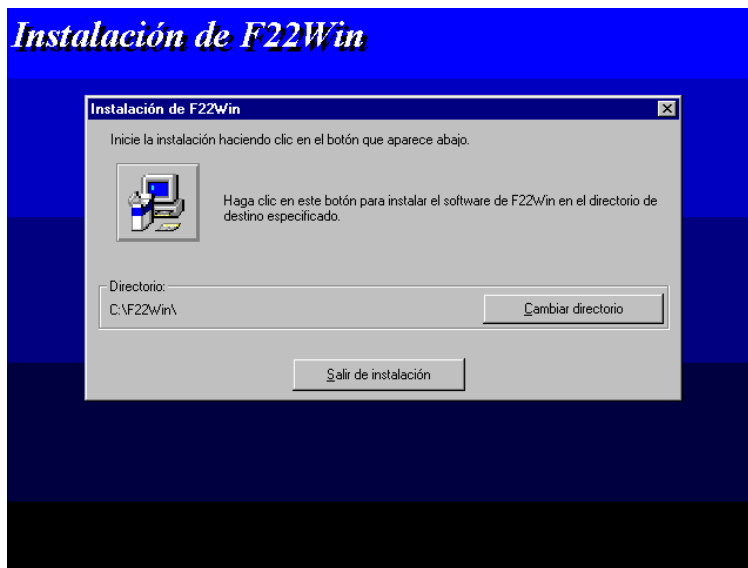 Instalación de F22Win
Instalación de F22Win
Inicie la instalación haciendo clic en el botón que aparece abajo.
Haga clic en este botón para instalar el software de F22Win en el directorio de
destino especificado.
Directorio:
C:\F22Win\
Cambiar directorio
Salir de instalación